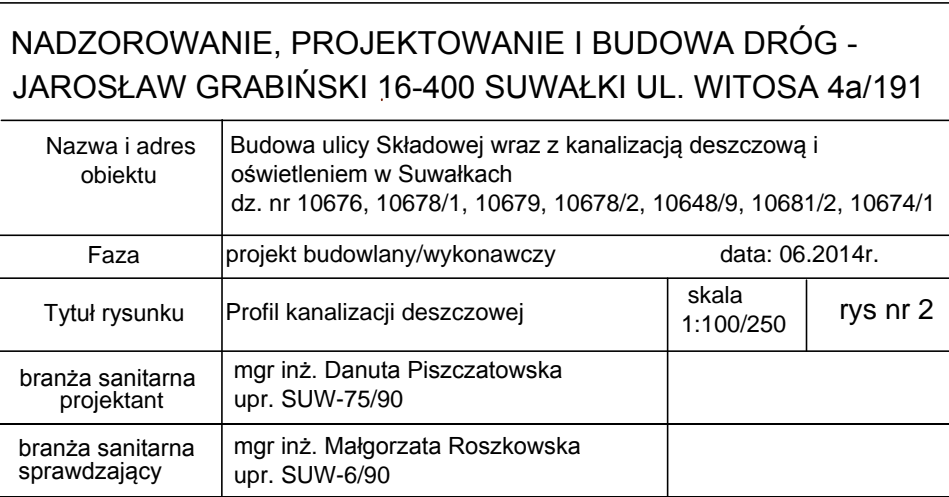 NADZOROWANIE, PROJEKTOWANIE I BUDOWA DRÓG -
JAROSŁAW GRABIŃSKI 16-400 SUWAŁKI UL. WITOSA 4a/191
Nazwa i adres
obiektu
Budowa ulicy Składowej wraz z kanalizacją deszczową i
oświetleniem w Suwałkach
dz. nr 10676, 10678/1, 10679, 10678/2, 10648/9, 10681/2, 10674/1
Faza
projekt budowlany/wykonawczy
data: 06.2014r.
Tytuł rysunku
Profil kanalizacji deszczowej
skala
1:100/250
rys nr 2
branża sanitarna
projektant
mgr inż. Danuta Piszczatowska
upr. SUW-75/90
branża sanitarna
sprawdzający
mgr inż. Małgorzata Roszkowska
upr. SUW-6/90